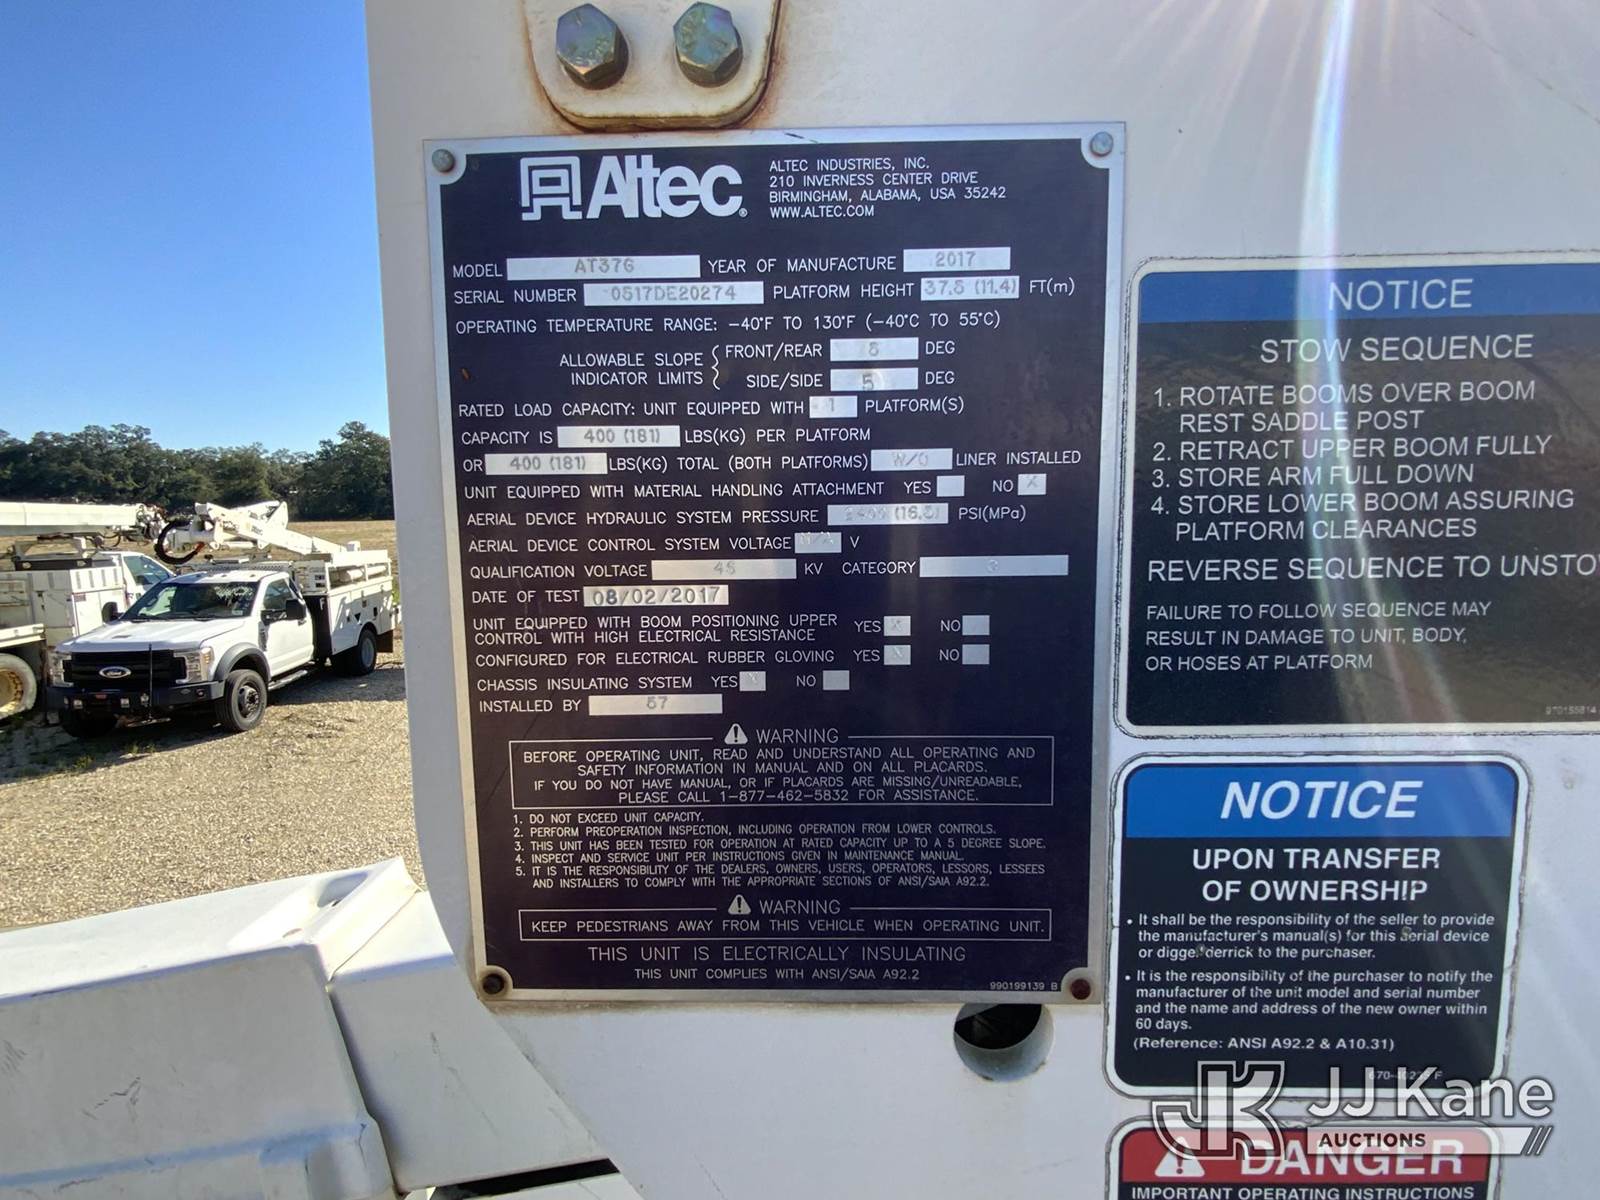 Altec®
ALTEC INDUSTRIES, INC.
210 INVERNESS CENTER DRIVE
BIRMINGHAM, ALABAMA, USA 35242
WWW.ALTEC.COM
MODEL AT37G YEAR OF MANUFACTURE 2017
SERIAL NUMBER 0517DE20274 PLATFORM HEIGHT 37.5 (11.4) FT(m)
OPERATING TEMPERATURE RANGE: -40°F TO 130°F (-40°C TO 55°C)
ALLOWABLE SLOPE INDICATOR LIMITS
FRONT/REAR DEG
SIDE/SIDE 5 DEG
RATED LOAD CAPACITY: UNIT EQUIPPED WITH 1 PLATFORM(S)
CAPACITY IS 400 (181) LBS(KG) PER PLATFORM
OR 400 (181) LBS(KG) TOTAL (BOTH PLATFORMS) W/O LINER INSTALLED
UNIT EQUIPPED WITH MATERIAL HANDLING ATTACHMENT YES NO X
AERIAL DEVICE HYDRAULIC SYSTEM PRESSURE PSI(MPa)
AERIAL DEVICE CONTROL SYSTEM VOLTAGE V
QUALIFICATION VOLTAGE 46 KV CATEGORY
DATE OF TEST 08/02/2017
UNIT EQUIPPED WITH BOOM POSITIONING UPPER
CONTROL WITH HIGH ELECTRICAL RESISTANCE YES X NO
CONFIGURED FOR ELECTRICAL RUBBER GLOVING YES X NO
CHASSIS INSULATING SYSTEM YES X NO
INSTALLED BY 57
WARNING
BEFORE OPERATING UNIT, READ AND UNDERSTAND ALL OPERATING AND
SAFETY INFORMATION IN MANUAL AND ON ALL PLACARDS.
IF YOU DO NOT HAVE MANUAL, OR IF PLACARDS ARE MISSING/UNREADABLE,
PLEASE CALL 1-877-462-5832 FOR ASSISTANCE.
1. DO NOT EXCEED UNIT CAPACITY.
2. PERFORM PREOPERATION INSPECTION, INCLUDING OPERATION FROM LOWER CONTROLS.
3. THIS UNIT HAS BEEN TESTED FOR OPERATION AT RATED CAPACITY UP TO A 5 DEGREE SLOPE.
4. INSPECT AND SERVICE UNIT PER INSTRUCTIONS GIVEN IN MAINTENANCE MANUAL.
5. IT IS THE RESPONSIBILITY OF THE DEALERS, OWNERS, USERS, OPERATORS, LESSORS, LESSEES
AND INSTALLERS TO COMPLY WITH THE APPROPRIATE SECTIONS OF ANSI/SAIA A92.2.
WARNING
KEEP PEDESTRIANS AWAY FROM THIS VEHICLE WHEN OPERATING UNIT.
THIS UNIT IS ELECTRICALLY INSULATING
THIS UNIT COMPLIES WITH ANSI/SAIA A92.2
990199139 B
NOTICE
STOW SEQUENCE
1. ROTATE BOOMS OVER BOOM
REST SADDLE POST
2. RETRACT UPPER BOOM FULLY
3. STORE ARM FULL DOWN
4. STORE LOWER BOOM ASSURING
PLATFORM CLEARANCES
REVERSE SEQUENCE TO UNSTOW
FAILURE TO FOLLOW SEQUENCE MAY
RESULT IN DAMAGE TO UNIT, BODY,
OR HOSES AT PLATFORM
970155814
NOTICE
UPON TRANSFER
OF OWNERSHIP
• It shall be the responsibility of the seller to provide
the manufacturer's manual(s) for this aerial device
or digger derrick to the purchaser.
• It is the responsibility of the purchaser to notify the
manufacturer of the unit model and serial number
and the name and address of the new owner within
60 days.
(Reference: ANSI A92.2 & A10.31)
DANGER
IMPORTANT OPERATING INSTRUCTIONS
JK JJ Kane
AUCTIONS
Ford